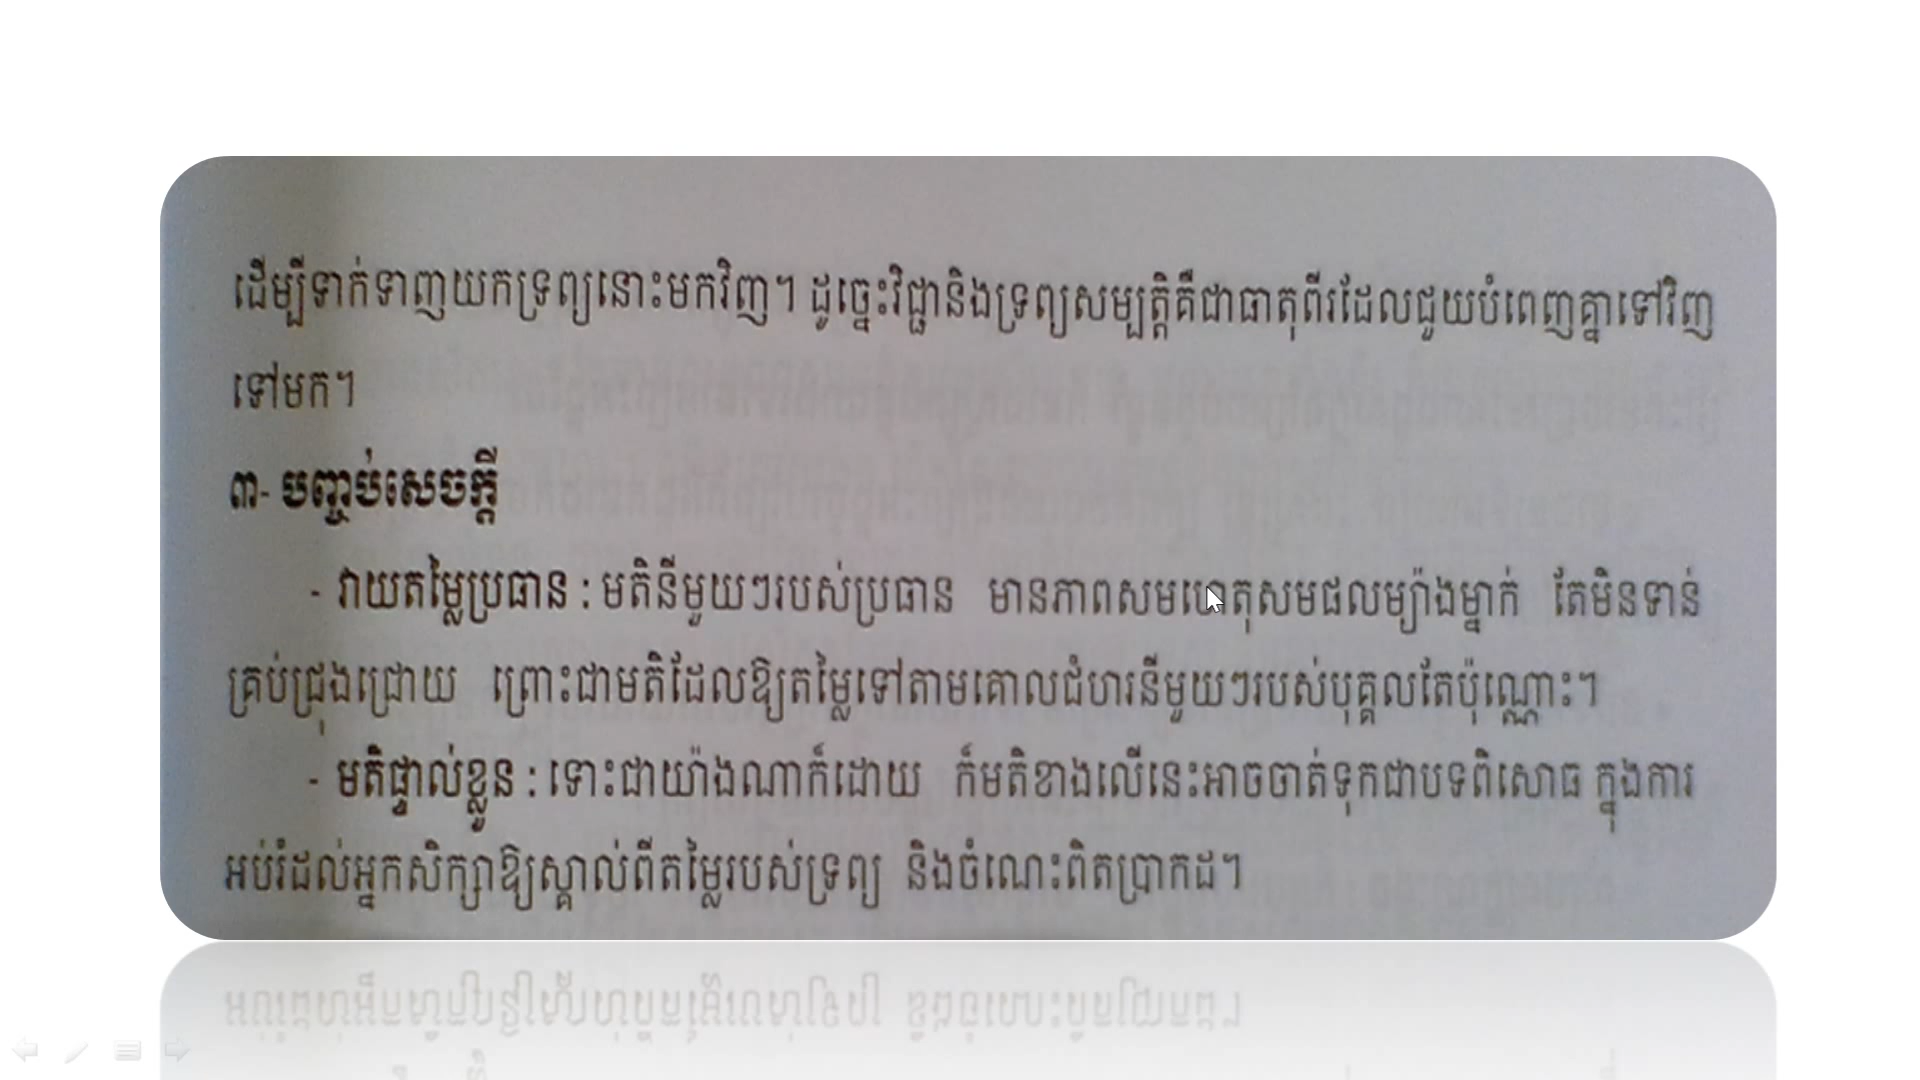 ដើម្បីទាក់ទាញយកទ្រព្យនោះមកវិញ។ ដូច្នេះវិជ្ជានិងទ្រព្យសម្បត្តិគឺជាធាតុពីរដែលជួយបំពេញគ្នាទៅវិញ
ទៅមក។
៣- បញ្ចប់សេចក្តី
- វាយតម្លៃប្រធាន : មតិនីមួយៗរបស់ប្រធាន មានភាពសមហេតុសមផលម្យ៉ាងម្នាក់ តែមិនទាន់
គ្រប់ជ្រុងជ្រោយ ព្រោះជាមតិដែលឱ្យតម្លៃទៅតាមគោលជំហរនីមួយៗរបស់បុគ្គលតែប៉ុណ្ណោះ។
- មតិផ្ទាល់ខ្លួន : ទោះជាយ៉ាងណាក៏ដោយ ក៏មតិខាងលើនេះអាចចាត់ទុកជាបទពិសោធ ក្នុងការ
អប់រំដល់អ្នកសិក្សាឱ្យស្គាល់ពីតម្លៃរបស់ទ្រព្យ និងចំណេះពិតប្រាកដ។